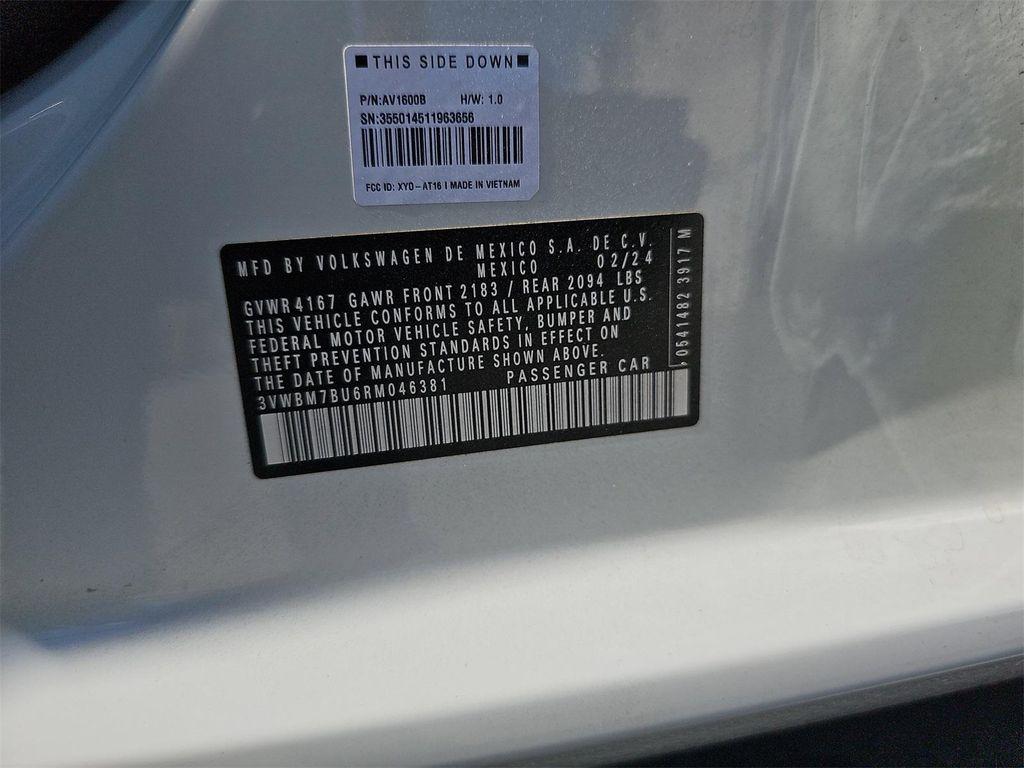 THIS SIDE DOWN
P/N:AV1600B H/W: 1.0
SN:355014511963656
FCC ID: XYO-AT16 I MADE IN VIETNAM
MFD BY VOLKSWAGEN DE MEXICO S.A. DE C.V.
MEXICO 02/24
GVWR 4167 GAWR FRONT 2183 / REAR 2094 LBS
THIS VEHICLE CONFORMS TO ALL APPLICABLE U.S.
FEDERAL MOTOR VEHICLE SAFETY, BUMPER AND
THEFT PREVENTION STANDARDS IN EFFECT ON
THE DATE OF MANUFACTURE SHOWN ABOVE.
3VWBM7BU6RM046381 PASSENGER CAR
0541482 3917 M